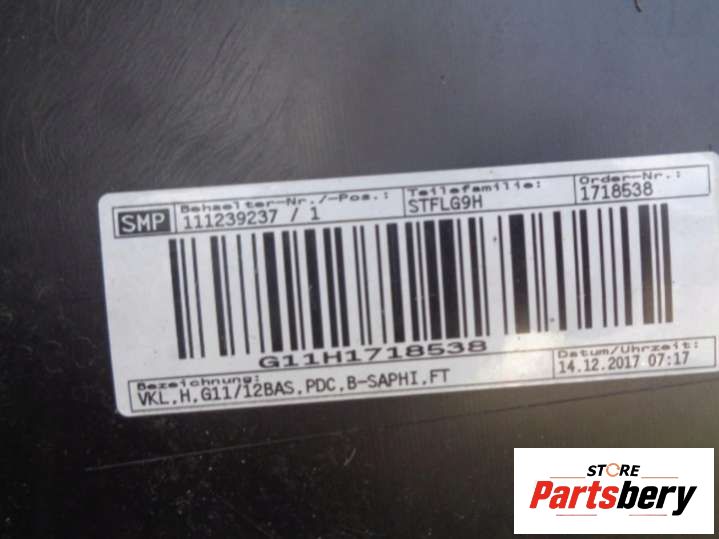 SMP
Behaelter-Nr./-Pos.:
111239237 / 1
Teilefamilie:
STFLG9H
Order-Nr.:
1718538
G11H1718538
Bezeichnung:
VKL,H,G11/12BAS,PDC,B-SAPHI,FT
Datum/Uhrzeit:
14.12.2017 07:17
STORE
Partsbery